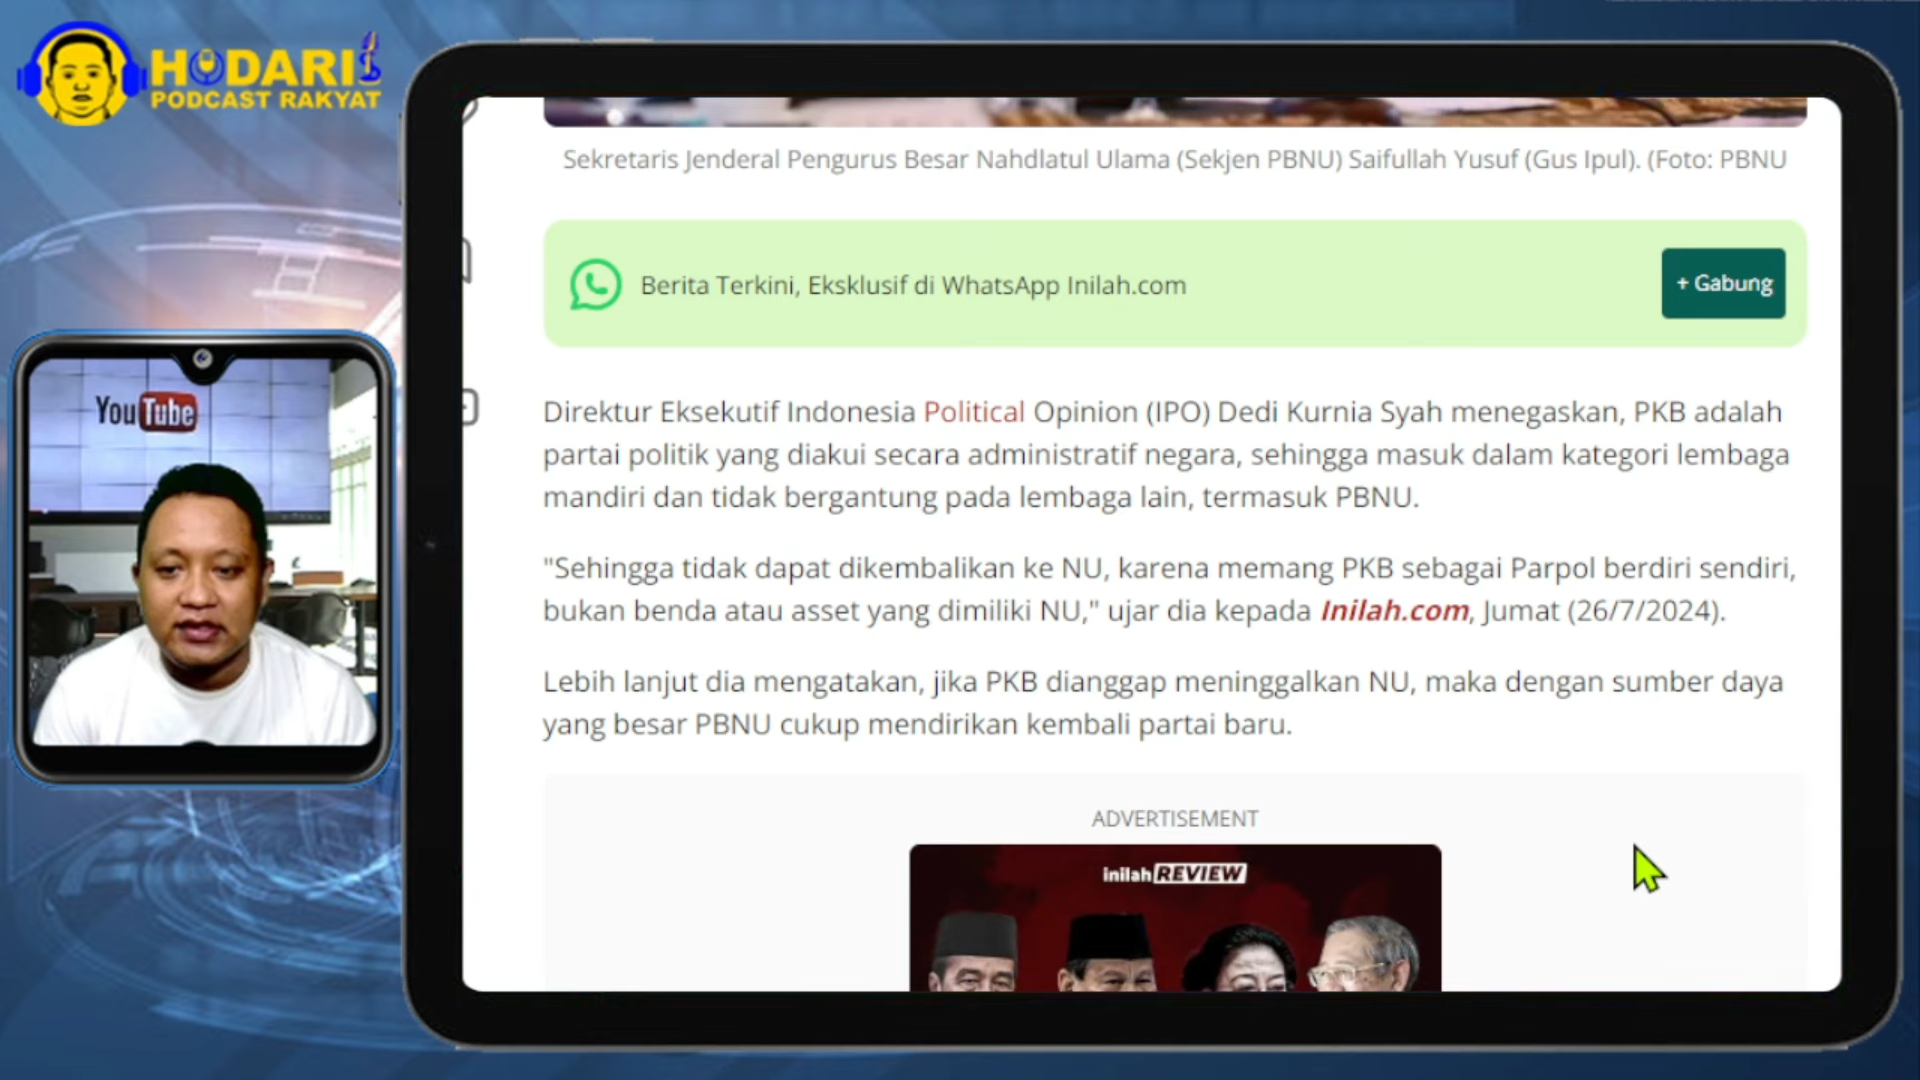 HODARI
PODCAST RAKYAT
YouTube
Sekretaris Jenderal Pengurus Besar Nahdlatul Ulama (Sekjen PBNU) Saifullah Yusuf (Gus Ipul). (Foto: PBNU
Berita Terkini, Eksklusif di WhatsApp Inilah.com
+ Gabung
Direktur Eksekutif Indonesia Political Opinion (IPO) Dedi Kurnia Syah menegaskan, PKB adalah
partai politik yang diakui secara administratif negara, sehingga masuk dalam kategori lembaga
mandiri dan tidak bergantung pada lembaga lain, termasuk PBNU.
"Sehingga tidak dapat dikembalikan ke NU, karena memang PKB sebagai Parpol berdiri sendiri,
bukan benda atau asset yang dimiliki NU," ujar dia kepada Inilah.com, Jumat (26/7/2024).
Lebih lanjut dia mengatakan, jika PKB dianggap meninggalkan NU, maka dengan sumber daya
yang besar PBNU cukup mendirikan kembali partai baru.
ADVERTISEMENT
inilah REVIEW